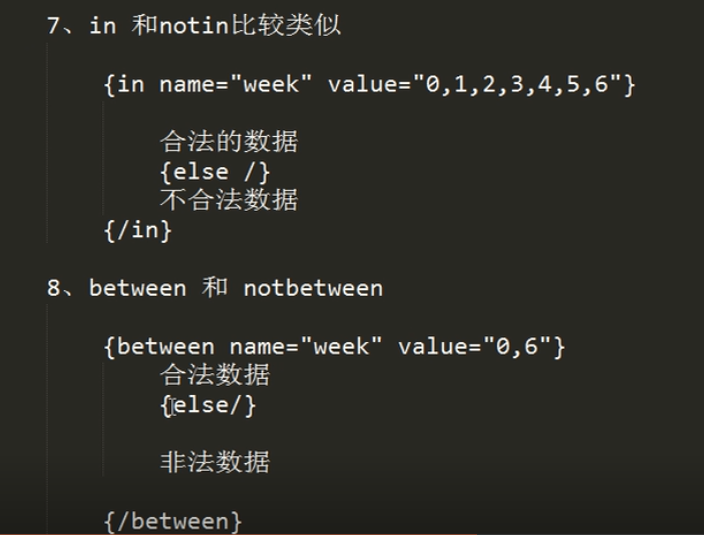 7、in 和notin比较类似
{in name="week" value="0,1,2,3,4,5,6"}
合法的数据
{else /}
不合法数据
{/in}
8、between 和 notbetween
{between name="week" value="0,6"}
合法数据
{else/}
非法数据
{/between}